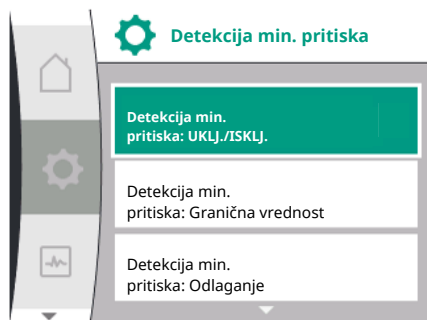 Detekcija min. pritiska
Detekcija min.
pritiska: UKLJ./ISKLJ.
Detekcija min.
pritiska: Granična vrednost
Detekcija min.
pritiska: Odlaganje